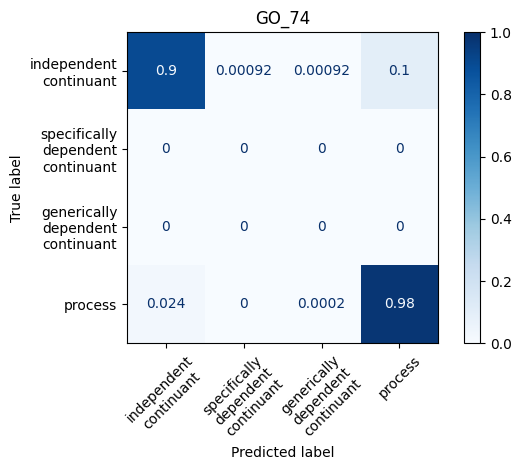 GO_74
independent
continuant
0.9 0.00092 0.00092 0.1
specifically
dependent
continuant
0 0 0 0
generically
dependent
continuant
0 0 0 0
process
0.024 0 0.0002 0.98
True label
independent
continuant
specifically
dependent
continuant
generically
dependent
continuant
process
Predicted label
1.0
0.8
0.6
0.4
0.2
0.0